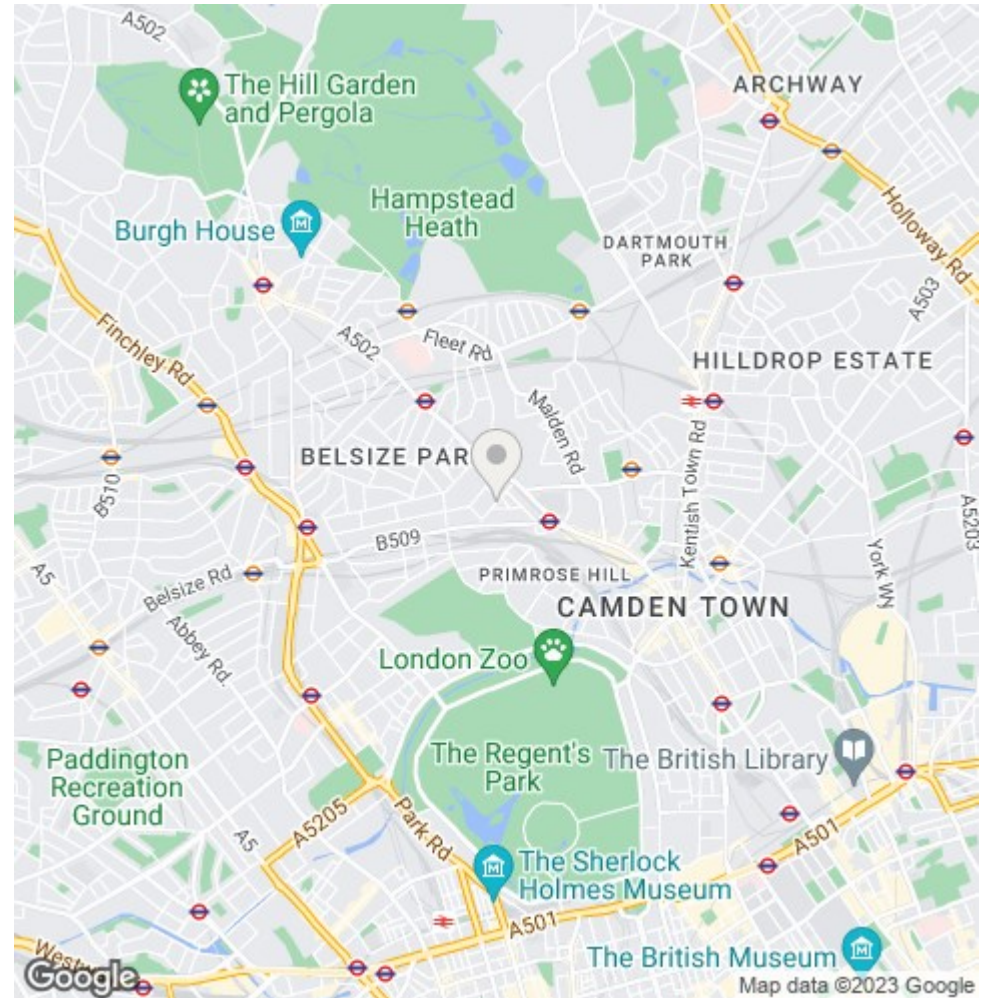 A502
The Hill Garden
and Pergola
ARCHWAY
Hampstead
Heath
Burgh House
Holloway Rd
DARTMOUTH
PARK
A503
Finchley Rd
A502
Fleet Rd
HILLDROP ESTATE
Malden Rd
BELSIZE PAR
Kentish Town Rd
B510
A5203
B509
York WN
A5
Belsize Rd
PRIMROSE HILL
CAMDEN TOWN
Abbey Rd.
London Zoo
The Regent's
Park
The British Library
Paddington
Recreation
Ground
A5205
Park Rd
A5
A501
The Sherlock
Holmes Museum
A501
The British Museum
Westw
Google
Map data ©2023 Google